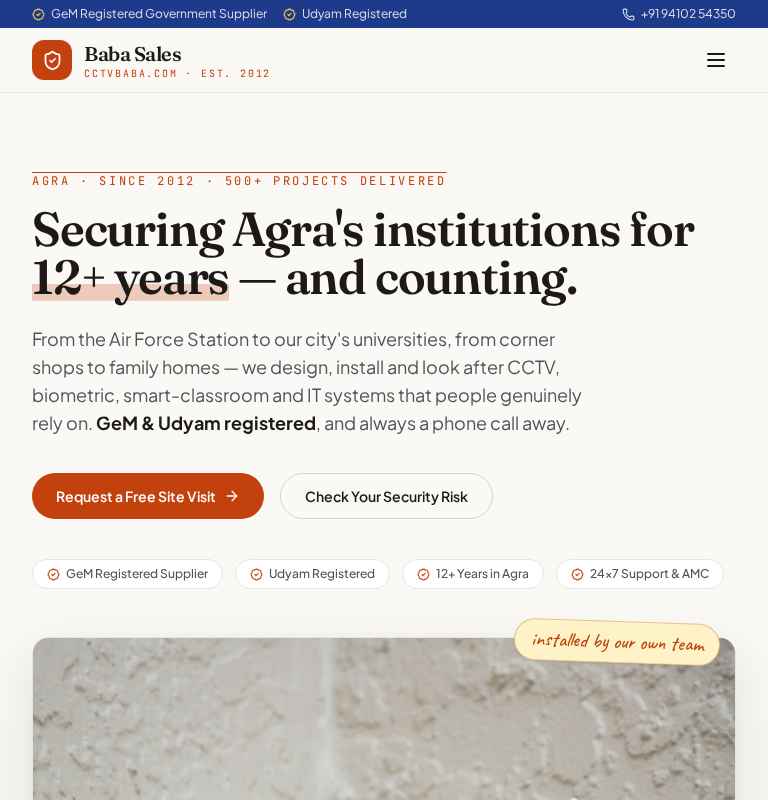 GeM Registered Government Supplier Udyam Registered +91 94102 54350
Baba Sales
CCTVBABA.COM · EST. 2012
AGRA · SINCE 2012 · 500+ PROJECTS DELIVERED
Securing Agra's institutions for
12+ years — and counting.
From the Air Force Station to our city's universities, from corner
shops to family homes — we design, install and look after CCTV,
biometric, smart-classroom and IT systems that people genuinely
rely on. GeM & Udyam registered, and always a phone call away.
Request a Free Site Visit → Check Your Security Risk
GeM Registered Supplier Udyam Registered 12+ Years in Agra 24×7 Support & AMC
installed by our own team